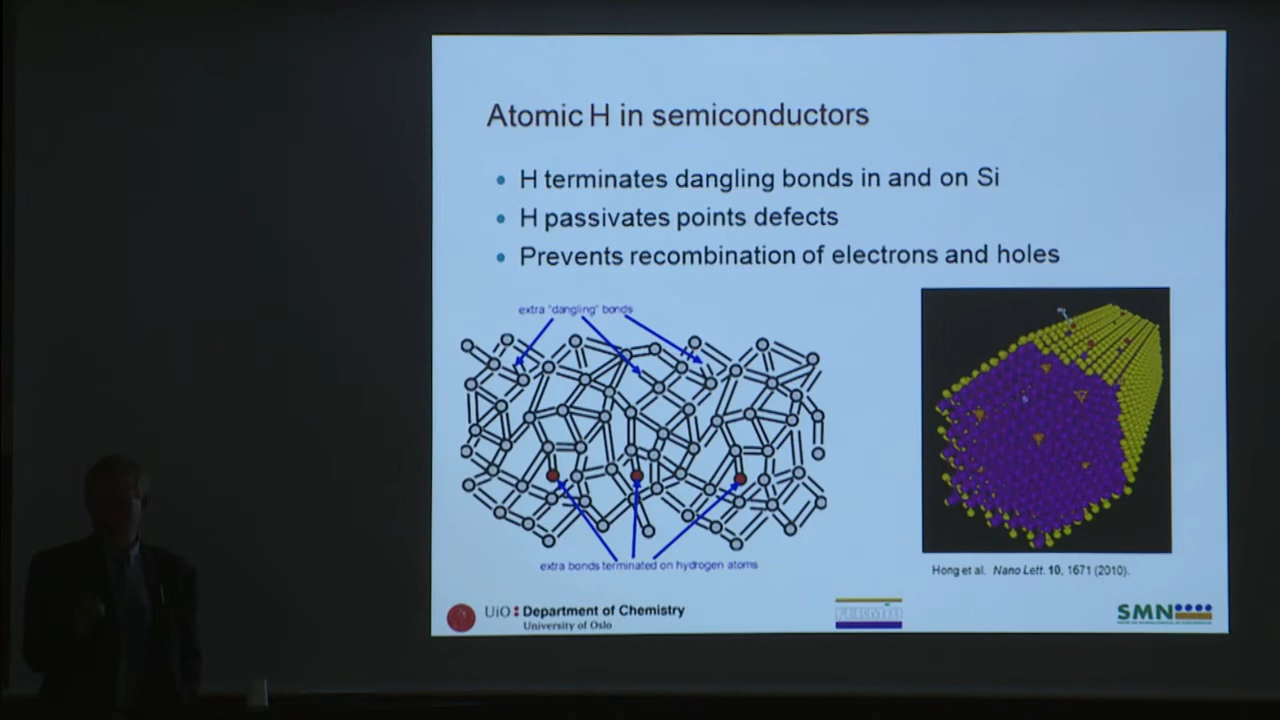 Atomic H in semiconductors
H terminates dangling bonds in and on Si
H passivates points defects
Prevents recombination of electrons and holes
extra "dangling" bonds
extra bonds terminated on hydrogen atoms
Hong et al. Nano Lett. 10, 1671 (2010).
UiO: Department of Chemistry
University of Oslo
FERMIO
SMN